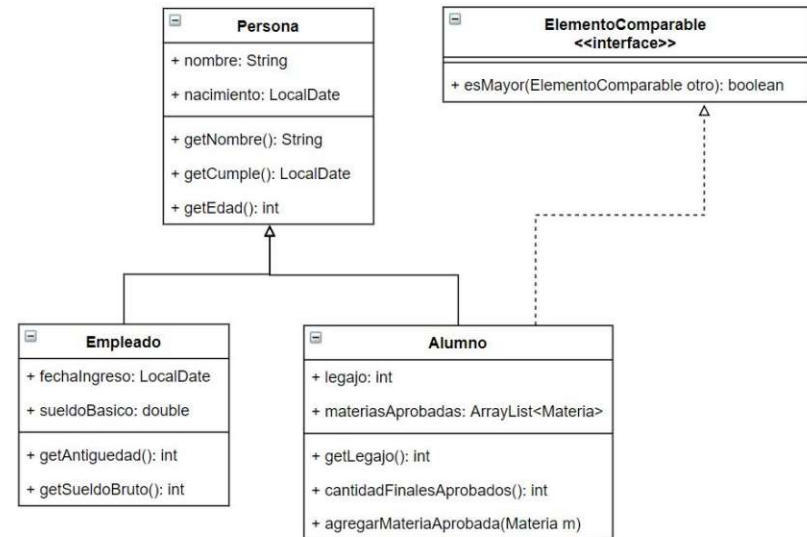 Persona
+ nombre: String
+ nacimiento: LocalDate
+ getNombre(): String
+ getCumple(): LocalDate
+ getEdad(): int
ElementoComparable
<<interface>>
+ esMayor(ElementoComparable otro): boolean
Empleado
+ fechaIngreso: LocalDate
+ sueldoBasico: double
+ getAntiguedad(): int
+ getSueldoBruto(): int
Alumno
+ legajo: int
+ materiasAprobadas: ArrayList<Materia>
+ getLegajo(): int
+ cantidadFinalesAprobados(): int
+ agregarMateriaAprobada(Materia m)